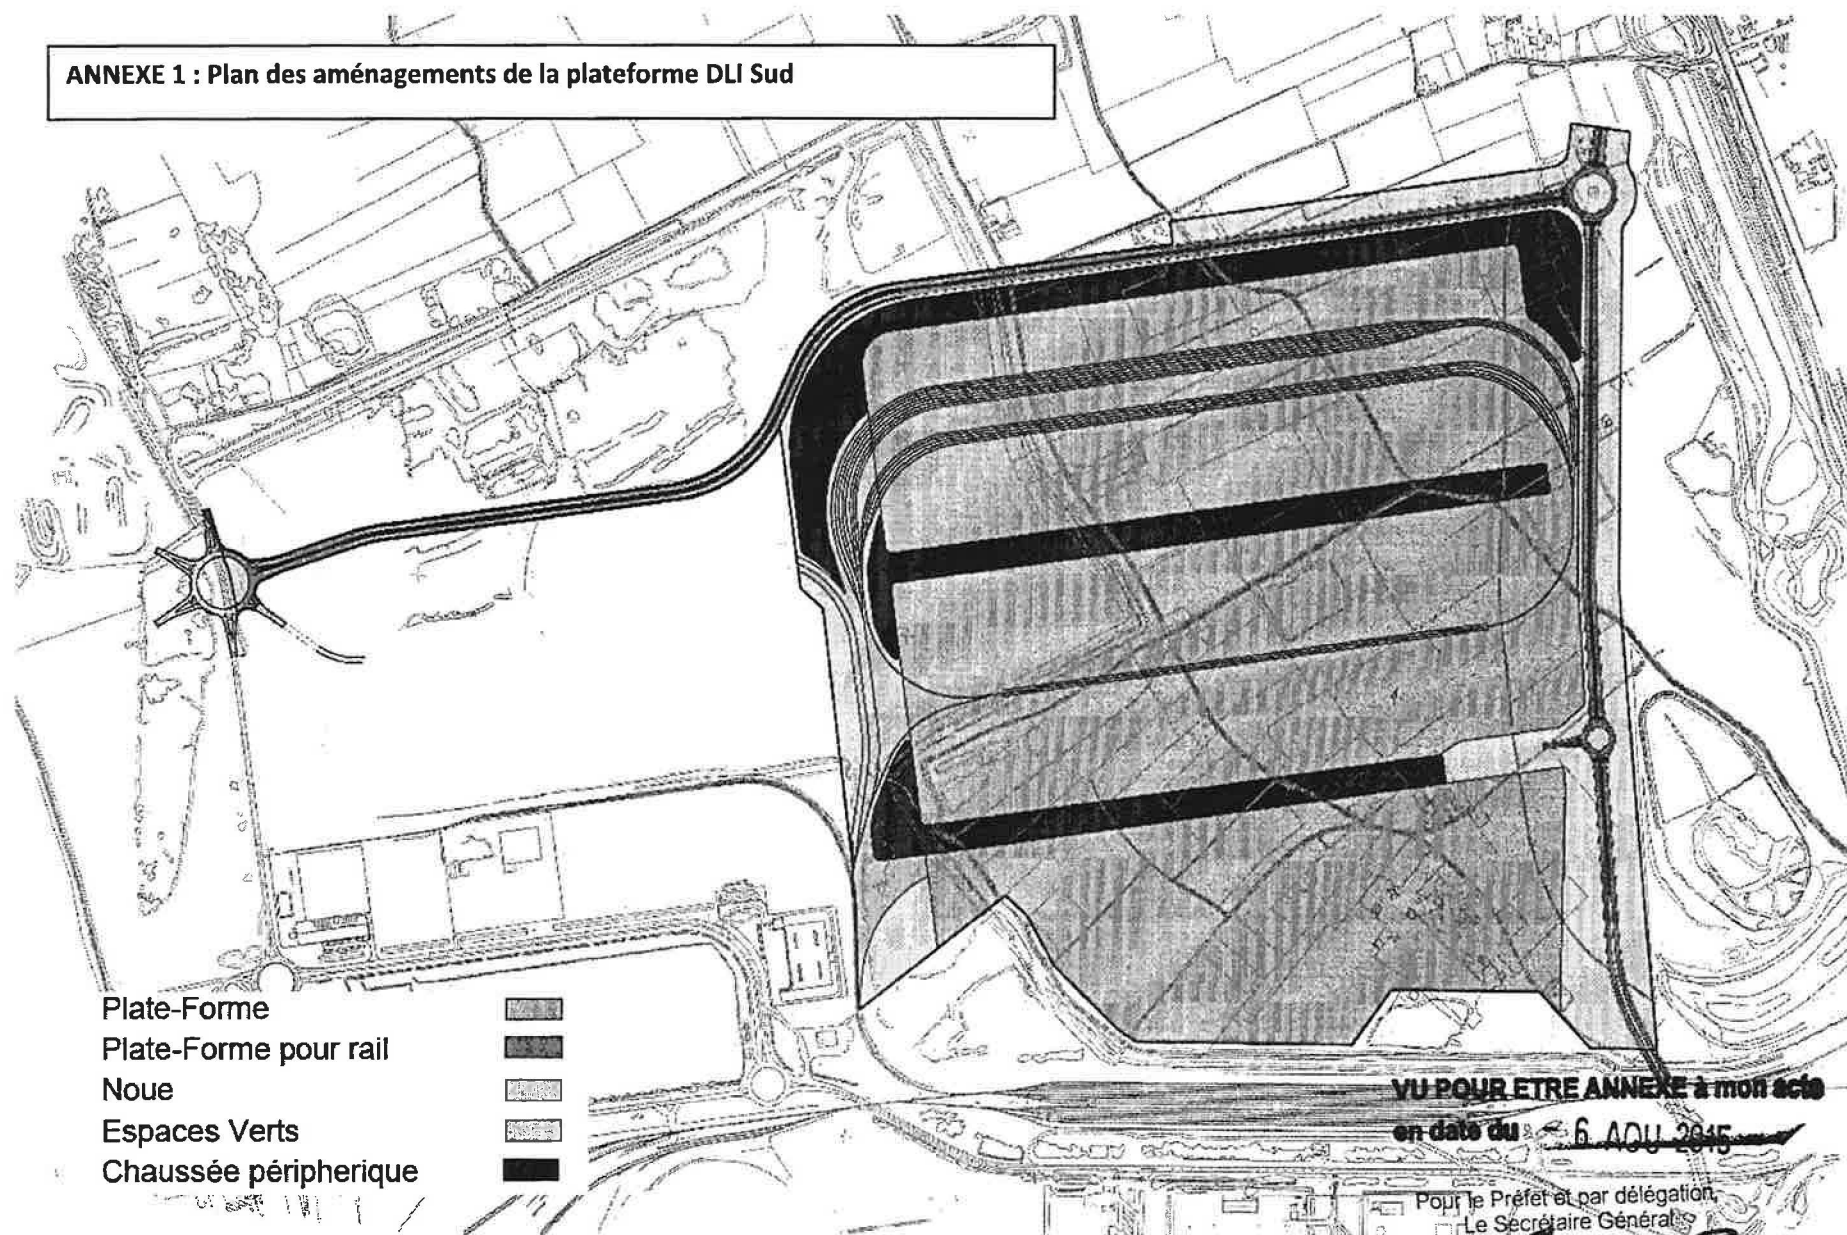 ANNEXE 1 : Plan des aménagements de la plateforme DLI Sud
Plate-Forme
Plate-Forme pour rail
Noue
Espaces Verts
Chaussée péripherique
VU POUR ETRE ANNEXE à mon acte
en date du 6 AOU 2015
Pour le Préfet et par délégation,
Le Secrétaire Général